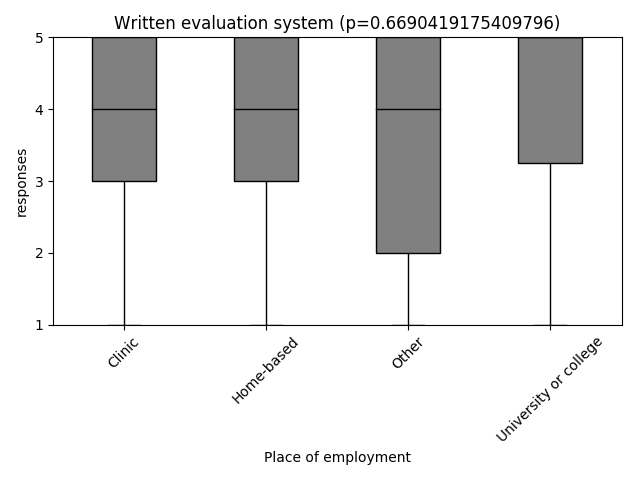 Written evaluation system (p=0.6690419175409796)
5
4
3
2
1
responses
Clinic
Home-based
Other
University or college
Place of employment